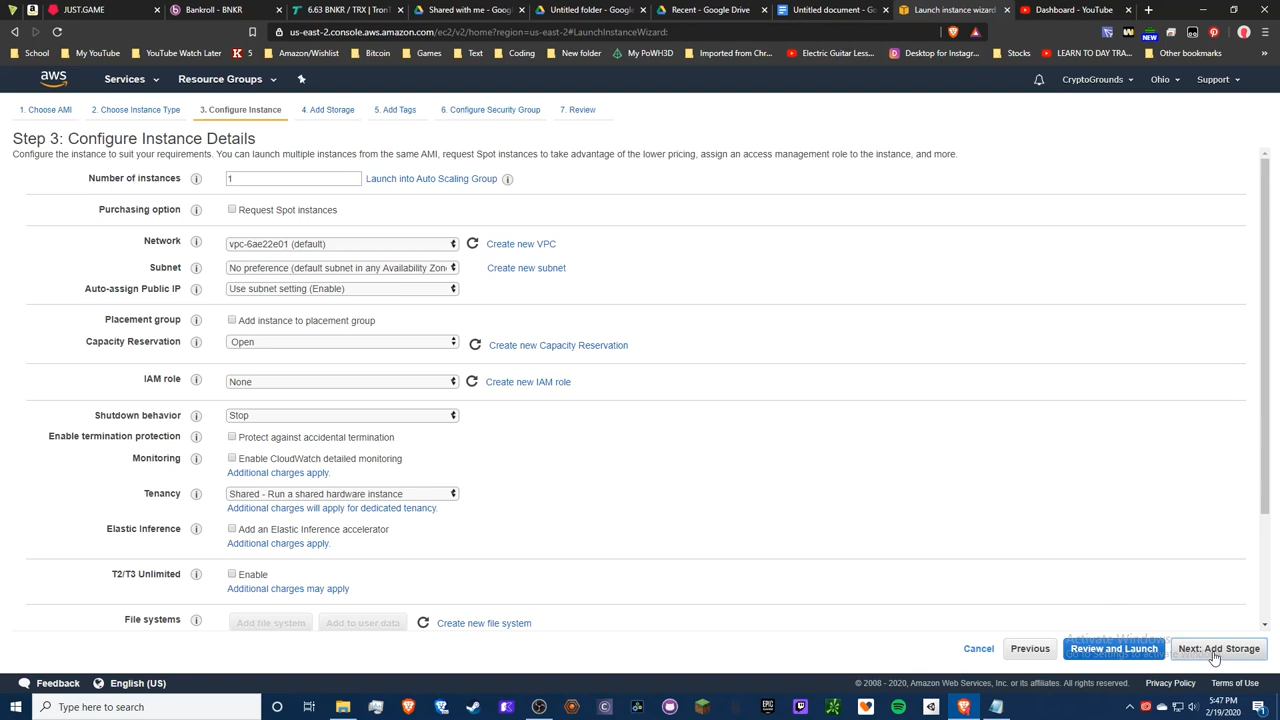 JUST.GAME
Bankroll - BNKR
6.63 BNKR / TRX | TronT
Shared with me - Google
Untitled folder - Google
Recent - Google Drive
Untitled document - Goo
Launch instance wizard
Dashboard - YouTube
us-east-2.console.aws.amazon.com/ec2/v2/home?region=us-east-2#LaunchInstanceWizard:
School
My YouTube
YouTube Watch Later
5
Amazon
Other bookmark
Trading
Coding
My PoWH3D
Imported from Chro...
Electric Guitar Less...
Desktop for Instagr...
Stocks
LEARN TO DAY TRA...
aws
Services
Resource Groups
CryptoGrounds
Ohio
Support
1. Choose AMI
2. Choose Instance Type
3. Configure Instance
4. Add Storage
5. Add Tags
6. Configure Security Group
7. Review
Step 3: Configure Instance Details
Configure the instance to suit your requirements. You can launch multiple instances from the same AMI, request Spot instances to take advantage of the lower pricing, assign an access management role to the instance, and more.
Number of instances
1
Launch into Auto Scaling Group
Purchasing option
Request Spot instances
Network
vpc-6ae22e01 (default)
Create new VPC
Subnet
No preference (default subnet in any Availability Zon
Create new subnet
Auto-assign Public IP
Use subnet setting (Enable)
Placement group
Add instance to placement group
Capacity Reservation
Open
Create new Capacity Reservation
IAM role
None
Create new IAM role
Shutdown behavior
Stop
Enable termination protection
Protect against accidental termination
Monitoring
Enable CloudWatch detailed monitoring
Additional charges apply.
Tenancy
Shared - Run a shared hardware instance
Additional charges will apply for dedicated tenancy.
Elastic Inference
Add an Elastic Inference accelerator
Additional charges apply.
T2/T3 Unlimited
Enable
Additional charges may apply
File systems
Add file system
Add to user data
Create new file system
Activate Windows
Go to Settings to activate Windows.
Cancel
Previous
Review and Launch
Next: Add Storage
Feedback
English (US)
© 2008 - 2020, Amazon Web Services, Inc. or its affiliates. All rights reserved.
Privacy Policy
Terms of Use
Type here to search
5:47 PM
2/19/2020